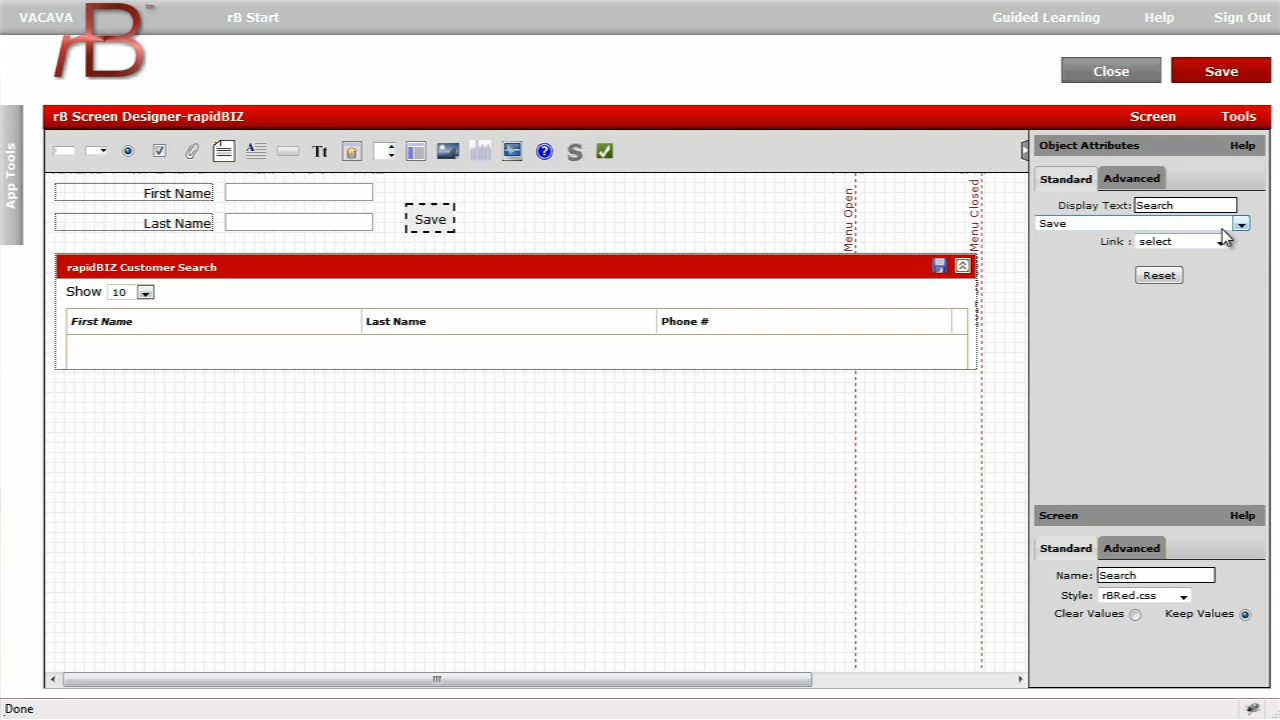 VACAVA rB Start Guided Learning Help Sign Out
rB ™
Close Save
App Tools
rB Screen Designer-rapidBIZ Screen Tools
Tt S
First Name
Last Name
Save
Menu Open
Menu Closed
rapidBIZ Customer Search
Show 10
First Name Last Name Phone #
Object Attributes Help
Standard Advanced
Display Text: Search
Save
Link : select
Reset
Screen Help
Standard Advanced
Name: Search
Style: rBRed.css
Clear Values Keep Values
Done